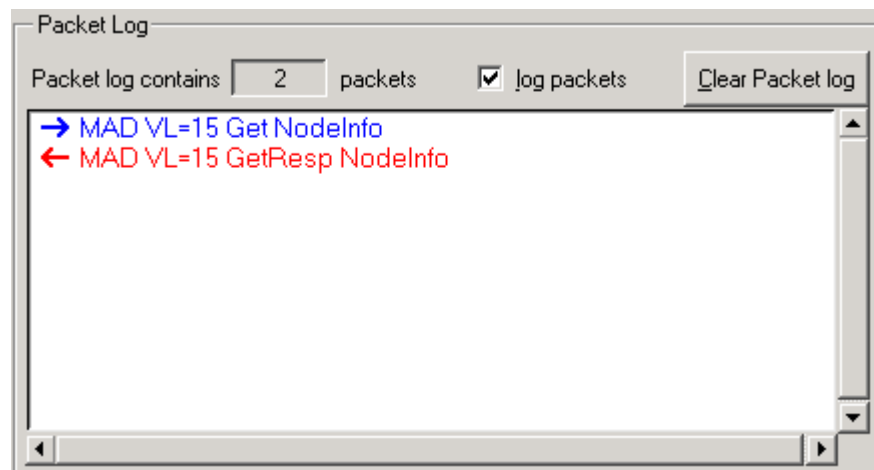 Packet Log
Packet log contains 2 packets log packets Clear Packet log
MAD VL=15 Get NodeInfo
MAD VL=15 GetResp NodeInfo